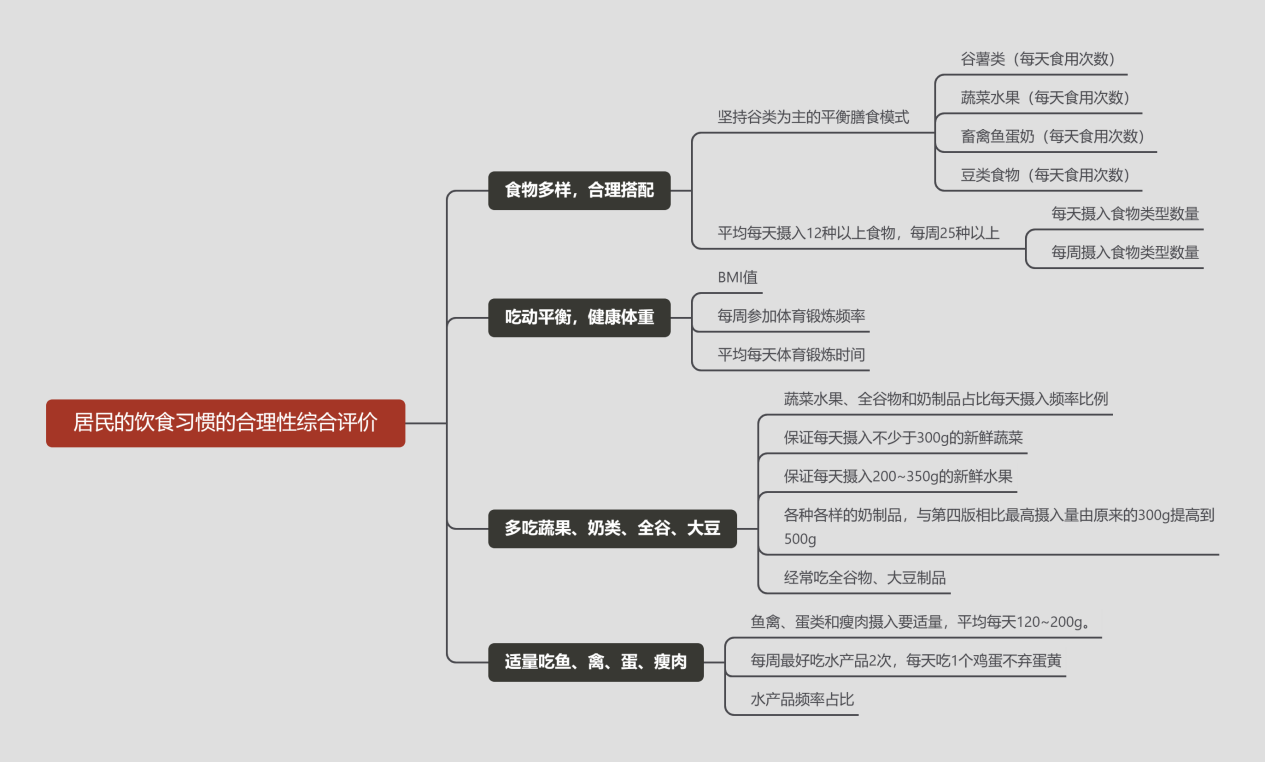 居民的饮食习惯的合理性综合评价
食物多样，合理搭配
坚持谷类为主的平衡膳食模式
谷薯类（每天食用次数）
蔬菜水果（每天食用次数）
畜禽鱼蛋奶（每天食用次数）
豆类食物（每天食用次数）
平均每天摄入12种以上食物，每周25种以上
每天摄入食物类型数量
每周摄入食物类型数量
吃动平衡，健康体重
BMI值
每周参加体育锻炼频率
平均每天体育锻炼时间
多吃蔬果、奶类、全谷、大豆
蔬菜水果、全谷物和奶制品占比每天摄入频率比例
保证每天摄入不少于300g的新鲜蔬菜
保证每天摄入200~350g的新鲜水果
各种各样的奶制品，与第四版相比最高摄入量由原来的300g提高到
500g
经常吃全谷物、大豆制品
适量吃鱼、禽、蛋、瘦肉
鱼禽、蛋类和瘦肉摄入要适量，平均每天120~200g。
每周最好吃水产品2次，每天吃1个鸡蛋不弃蛋黄
水产品频率占比